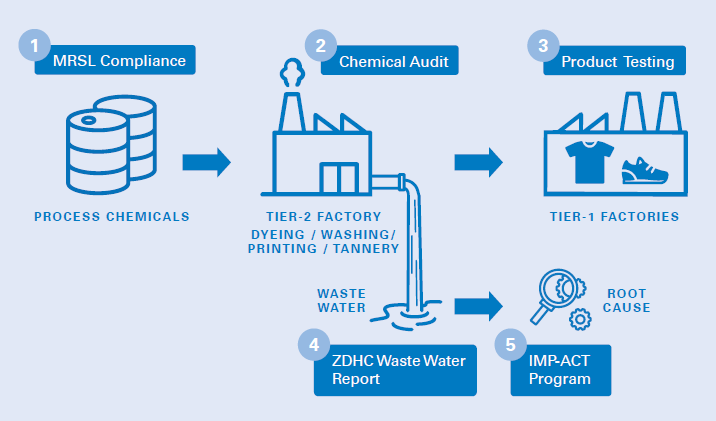 1
MRSL Compliance
2
Chemical Audit
3
Product Testing
PROCESS CHEMICALS
TIER-2 FACTORY
DYEING / WASHING/
PRINTING / TANNERY
TIER-1 FACTORIES
WASTE
WATER
ROOT
CAUSE
4
ZDHC Waste Water
Report
5
IMP-ACT
Program